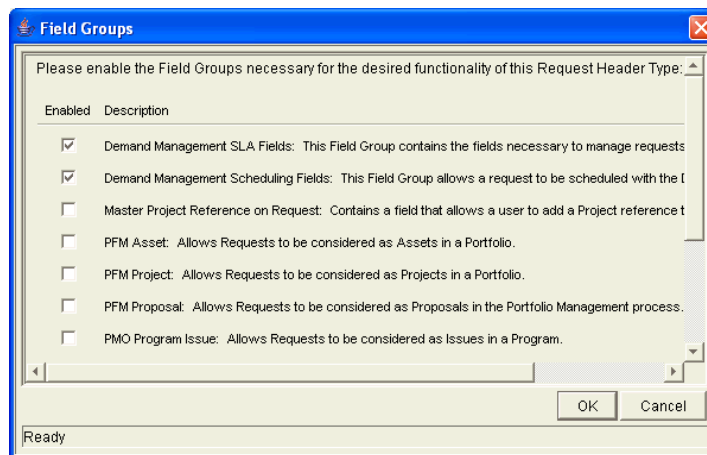 Field Groups
Please enable the Field Groups necessary for the desired functionality of this Request Header Type:
Enabled Description
Demand Management SLA Fields: This Field Group contains the fields necessary to manage requests
Demand Management Scheduling Fields: This Field Group allows a request to be scheduled with the
Master Project Reference on Request: Contains a field that allows a user to add a Project reference
PFM Asset: Allows Requests to be considered as Assets in a Portfolio.
PFM Project: Allows Requests to be considered as Projects in a Portfolio.
PFM Proposal: Allows Requests to be considered as Proposals in the Portfolio Management process.
PMO Program Issue: Allows Requests to be considered as Issues in a Program.
OK Cancel
Ready